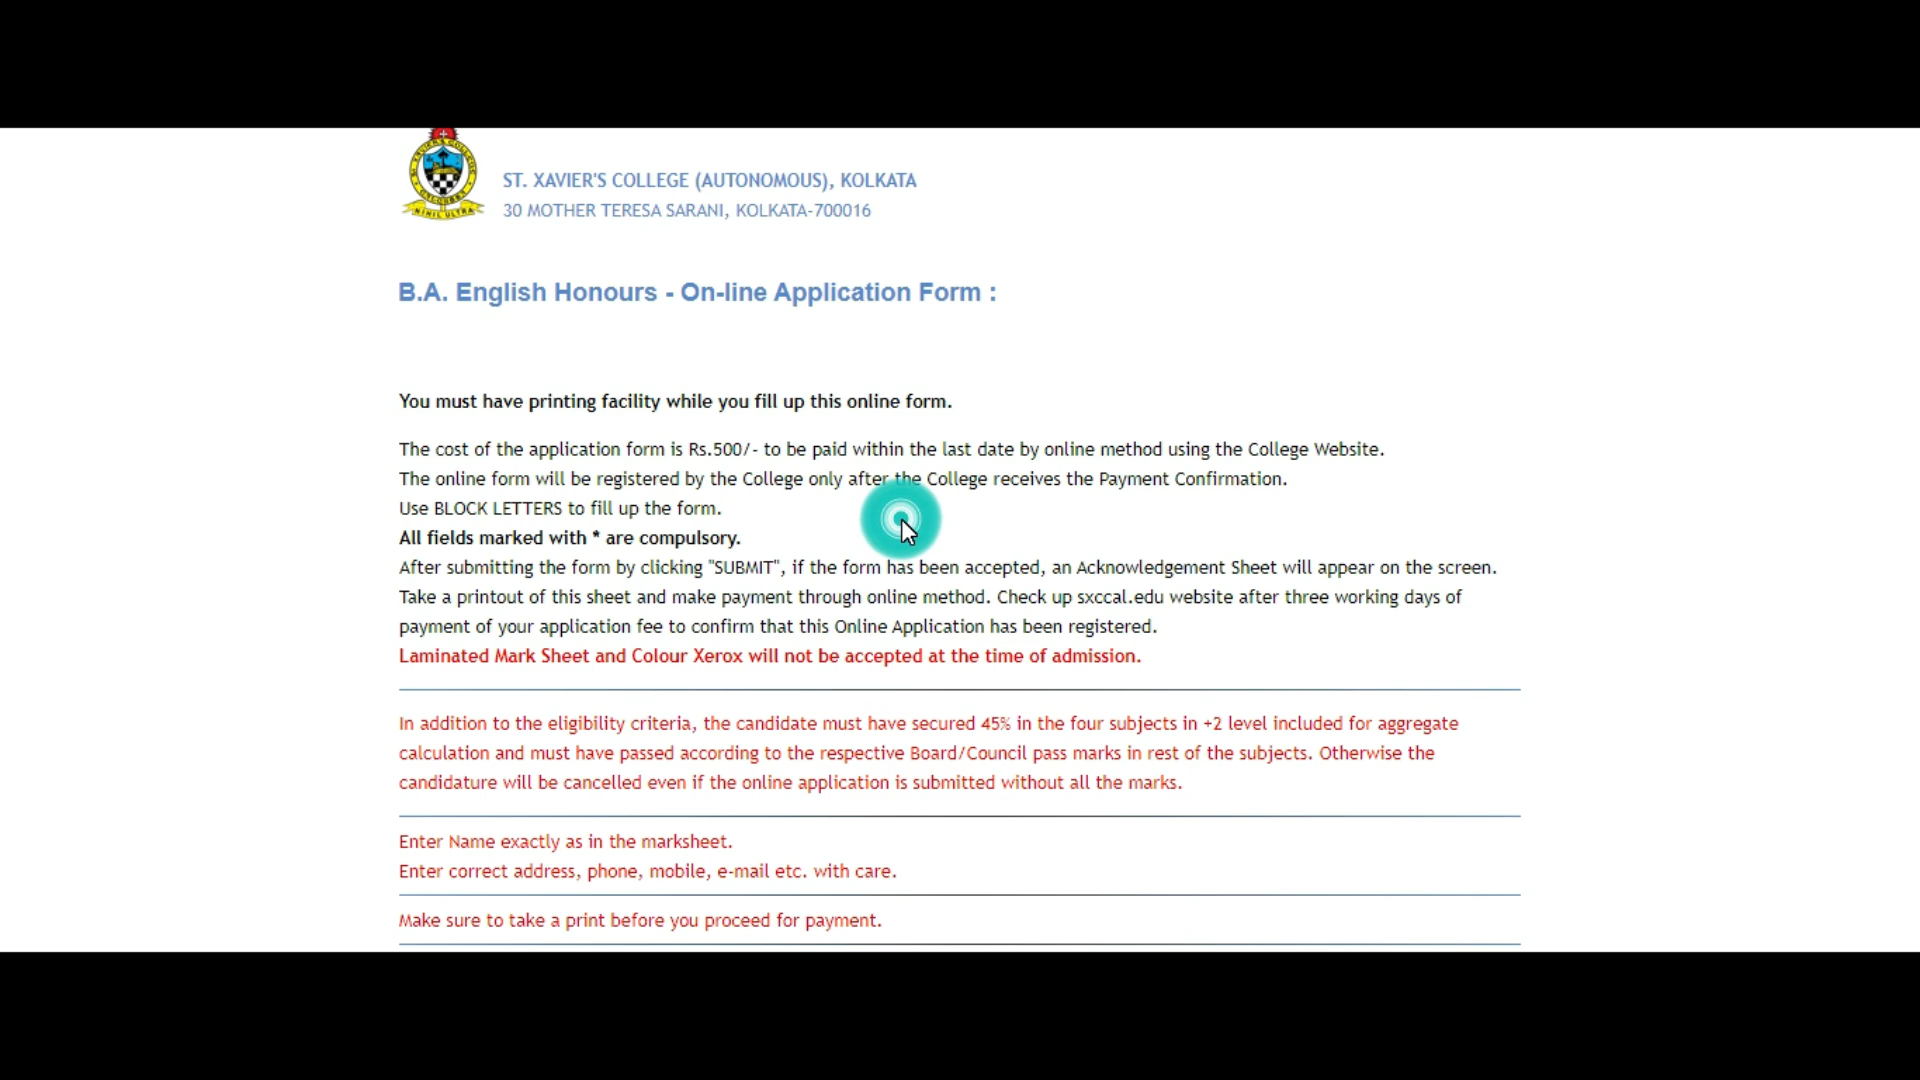 ST. XAVIER'S COLLEGE (AUTONOMOUS), KOLKATA
30 MOTHER TERESA SARANI, KOLKATA-700016
NIHIL ULTRA
B.A. English Honours - On-line Application Form :
You must have printing facility while you fill up this online form.
The cost of the application form is Rs.500/- to be paid within the last date by online method using the College Website.
The online form will be registered by the College only after the College receives the Payment Confirmation.
Use BLOCK LETTERS to fill up the form.
All fields marked with * are compulsory.
After submitting the form by clicking "SUBMIT", if the form has been accepted, an Acknowledgement Sheet will appear on the screen.
Take a printout of this sheet and make payment through online method. Check up sxccal.edu website after three working days of
payment of your application fee to confirm that this Online Application has been registered.
Laminated Mark Sheet and Colour Xerox will not be accepted at the time of admission.
In addition to the eligibility criteria, the candidate must have secured 45% in the four subjects in +2 level included for aggregate
calculation and must have passed according to the respective Board/Council pass marks in rest of the subjects. Otherwise the
candidature will be cancelled even if the online application is submitted without all the marks.
Enter Name exactly as in the marksheet.
Enter correct address, phone, mobile, e-mail etc. with care.
Make sure to take a print before you proceed for payment.